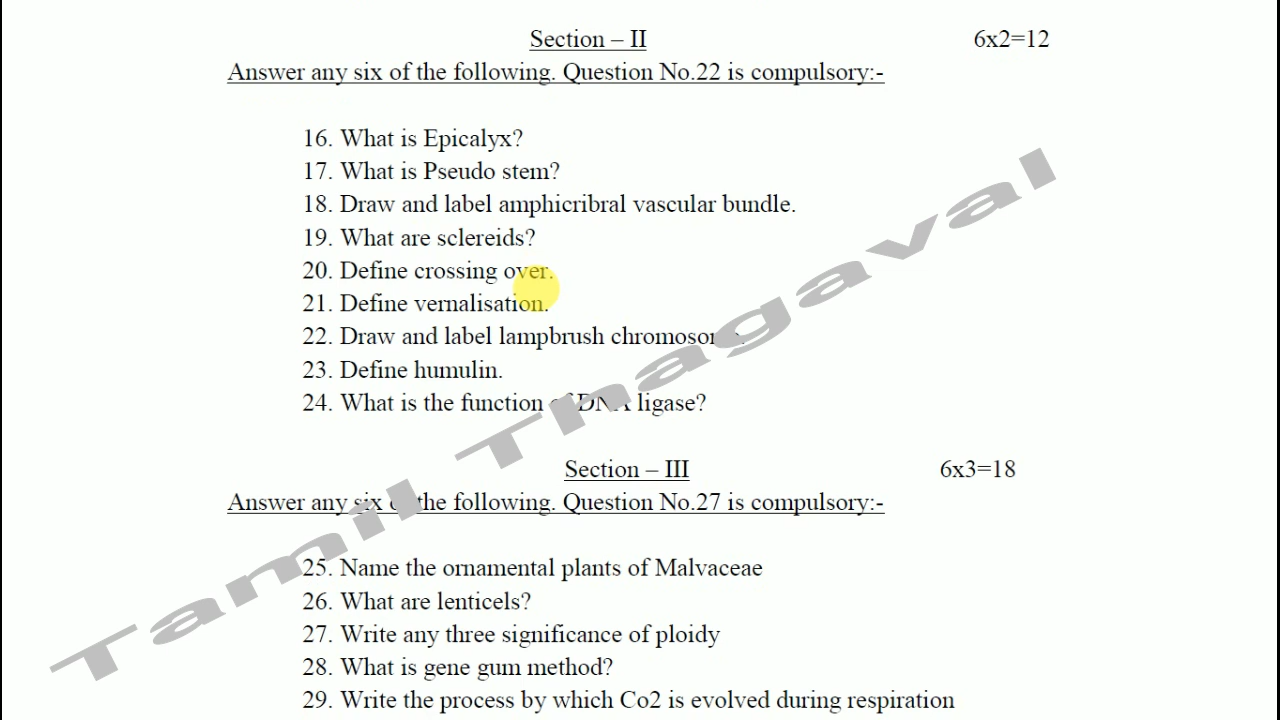 Section – II 6x2=12
Answer any six of the following. Question No.22 is compulsory:-
16. What is Epicalyx?
17. What is Pseudo stem?
18. Draw and label amphicribral vascular bundle.
19. What are sclereids?
20. Define crossing over.
21. Define vernalisation.
22. Draw and label lampbrush chromosome.
23. Define humulin.
24. What is the function of DNA ligase?
Section – III 6x3=18
Answer any six of the following. Question No.27 is compulsory:-
25. Name the ornamental plants of Malvaceae
26. What are lenticels?
27. Write any three significance of ploidy
28. What is gene gum method?
29. Write the process by which Co2 is evolved during respiration
Tamil Thagaval